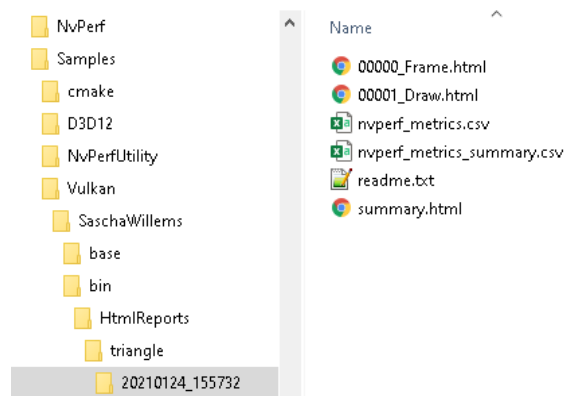 NvPerf
Samples
cmake
D3D12
NvPerfUtility
Vulkan
SaschaWillems
base
bin
HtmlReports
triangle
20210124_155732
Name
00000_Frame.html
00001_Draw.html
nvperf_metrics.csv
nvperf_metrics_summary.csv
readme.txt
summary.html